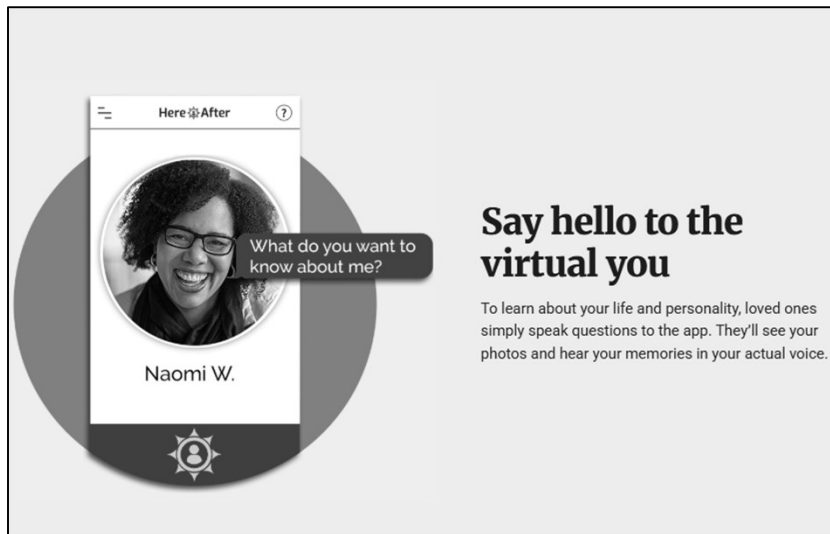 Here After
?
What do you want to
know about me?
Naomi W.
Say hello to the
virtual you
To learn about your life and personality, loved ones
simply speak questions to the app. They’ll see your
photos and hear your memories in your actual voice.